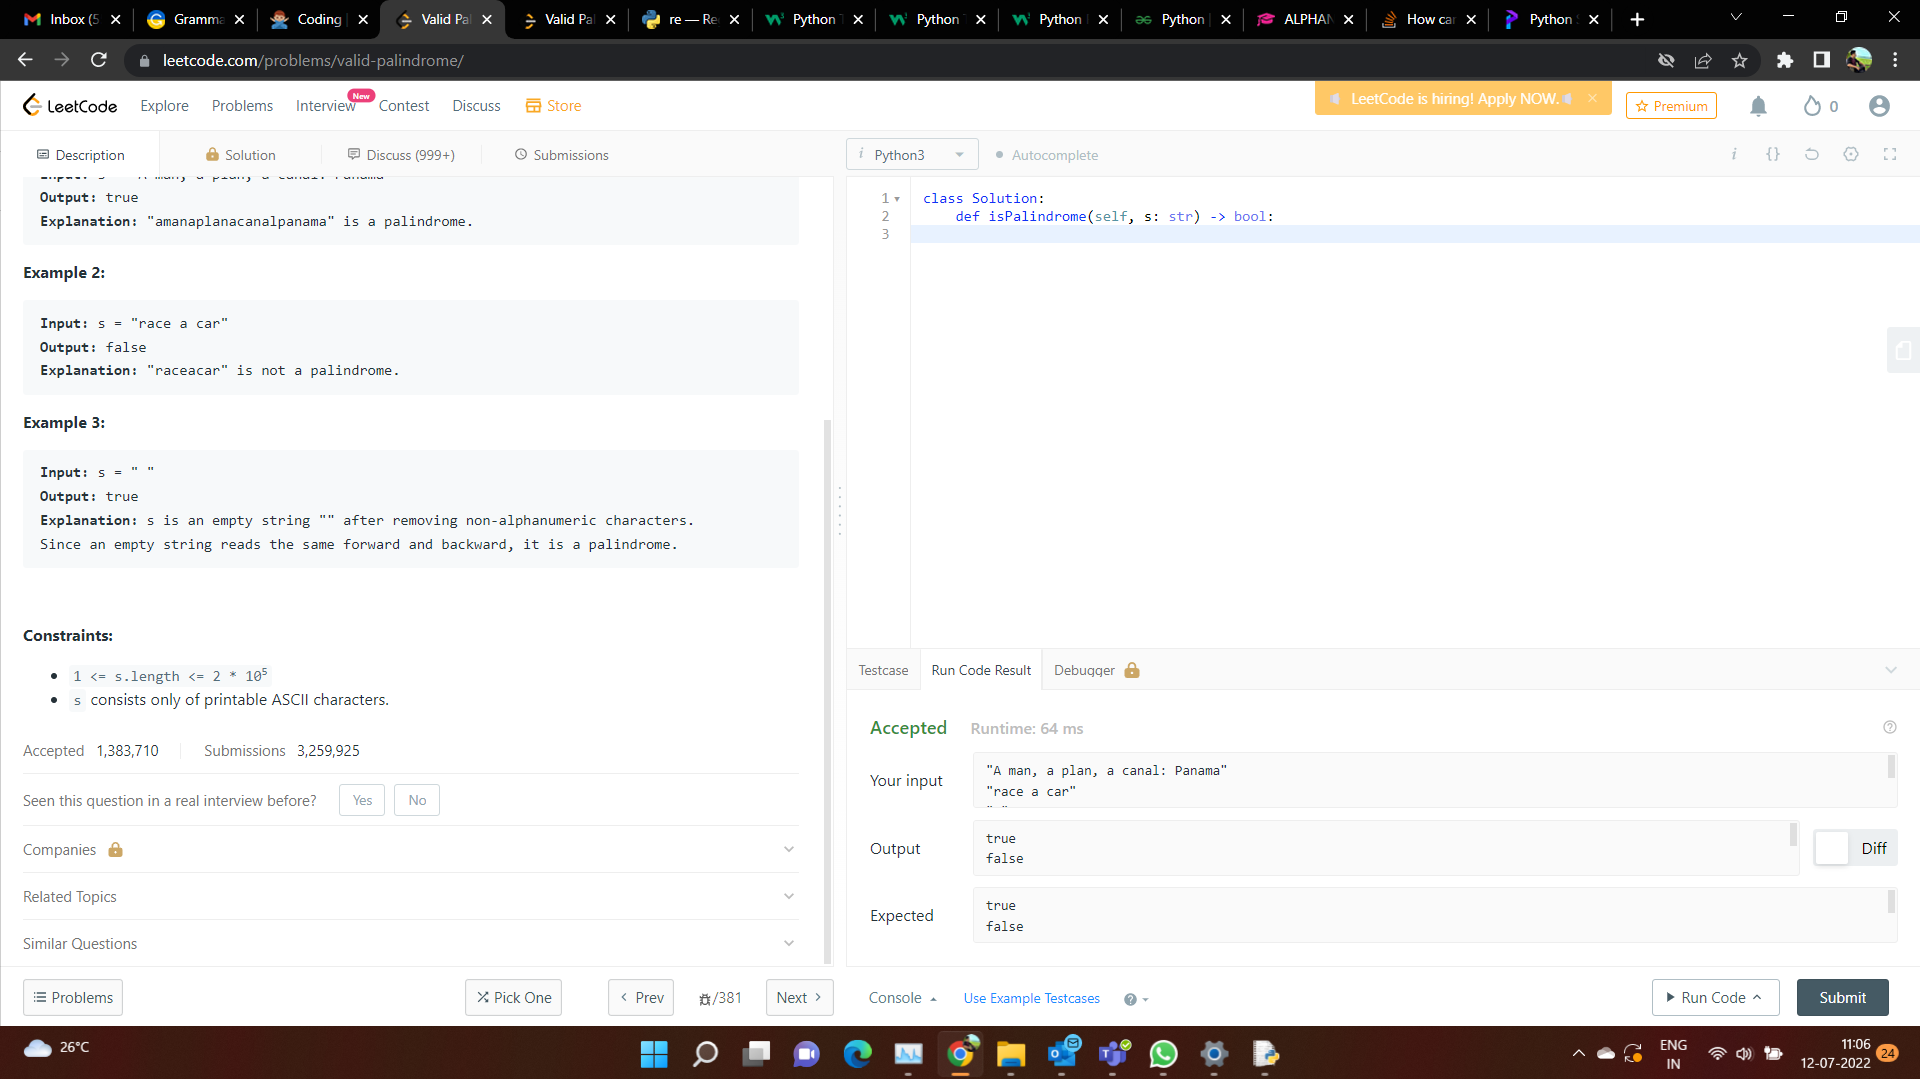 Inbox (5
Gramma
Coding
Valid Pal
Valid Pal
re — Re
Python
Python
Python
Python
ALPHAN
How ca
Python
leetcode.com/problems/valid-palindrome/
LeetCode
Explore
Problems
Interview
New
Contest
Discuss
Store
LeetCode is hiring! Apply NOW.
Premium
0
Description
Solution
Discuss (999+)
Submissions
Python3
Autocomplete
Output: true
Explanation: "amanaplanacanalpanama" is a palindrome.
Example 2:
Input: s = "race a car"
Output: false
Explanation: "raceacar" is not a palindrome.
Example 3:
Input: s = " "
Output: true
Explanation: s is an empty string "" after removing non-alphanumeric characters.
Since an empty string reads the same forward and backward, it is a palindrome.
Constraints:
1 <= s.length <= 2 * 10⁵
s consists only of printable ASCII characters.
Accepted 1,383,710 Submissions 3,259,925
Seen this question in a real interview before? Yes No
Companies
Related Topics
Similar Questions
Problems
Pick One
Prev
/381
Next
1 class Solution:
2 def isPalindrome(self, s: str) -> bool:
3
Testcase
Run Code Result
Debugger
Accepted Runtime: 64 ms
Your input
"A man, a plan, a canal: Panama"
"race a car"
Output
true
false
Diff
Expected
true
false
Console
Use Example Testcases
Run Code
Submit
26°C
ENG
IN
11:06
12-07-2022
24